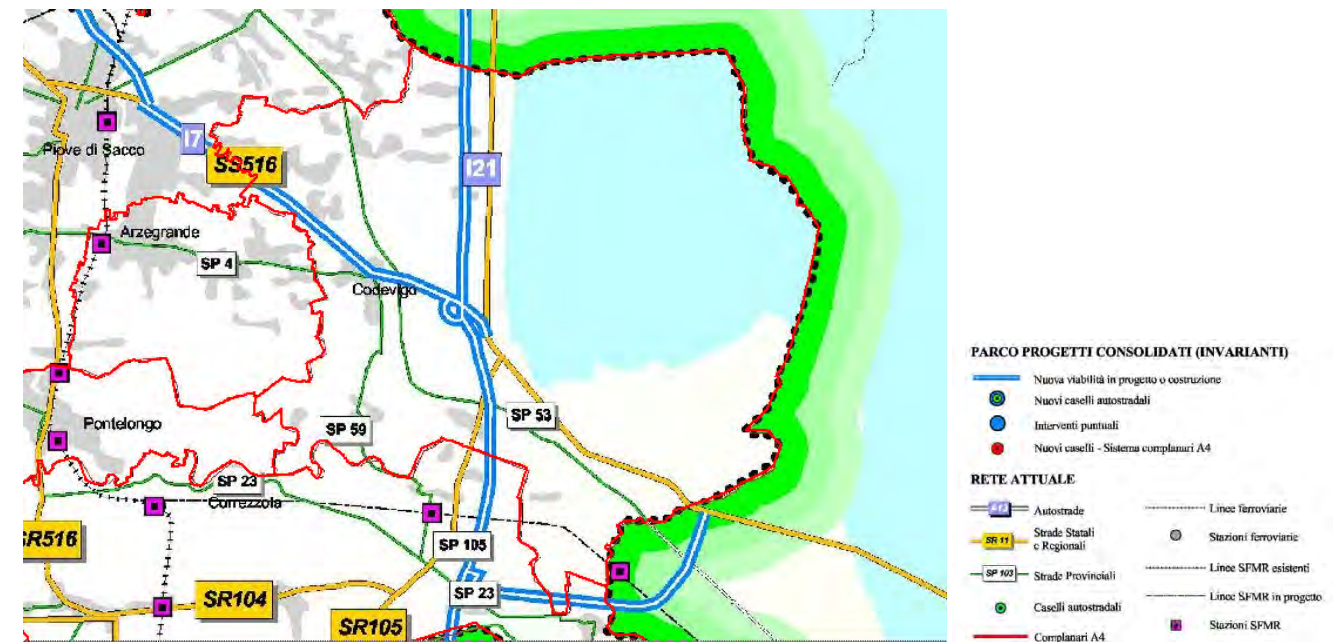 Piove di Sacco
I7
SS516
I21
Arzegrande
SP 4
Codevigo
Pontelongo
SP 59
SP 53
SP 23
Correzzola
SR516
SP 105
SP 23
SR104
SR105
PARCO PROGETTI CONSOLIDATI (INVARIANTI)
Nuova viabilità in progetto o costruzione
Nuovi caselli autostradali
Interventi puntuali
Nuovi caselli - Sistema complanari A4
RETE ATTUALE
A13 Autostrade
SR 11 Strade Statali
e Regionali
SP 103 Strade Provinciali
Caselli autostradali
Complanari A4
Linee ferroviarie
Stazioni ferroviarie
Linee SFMR esistenti
Linee SFMR in progetto
Stazioni SFMR